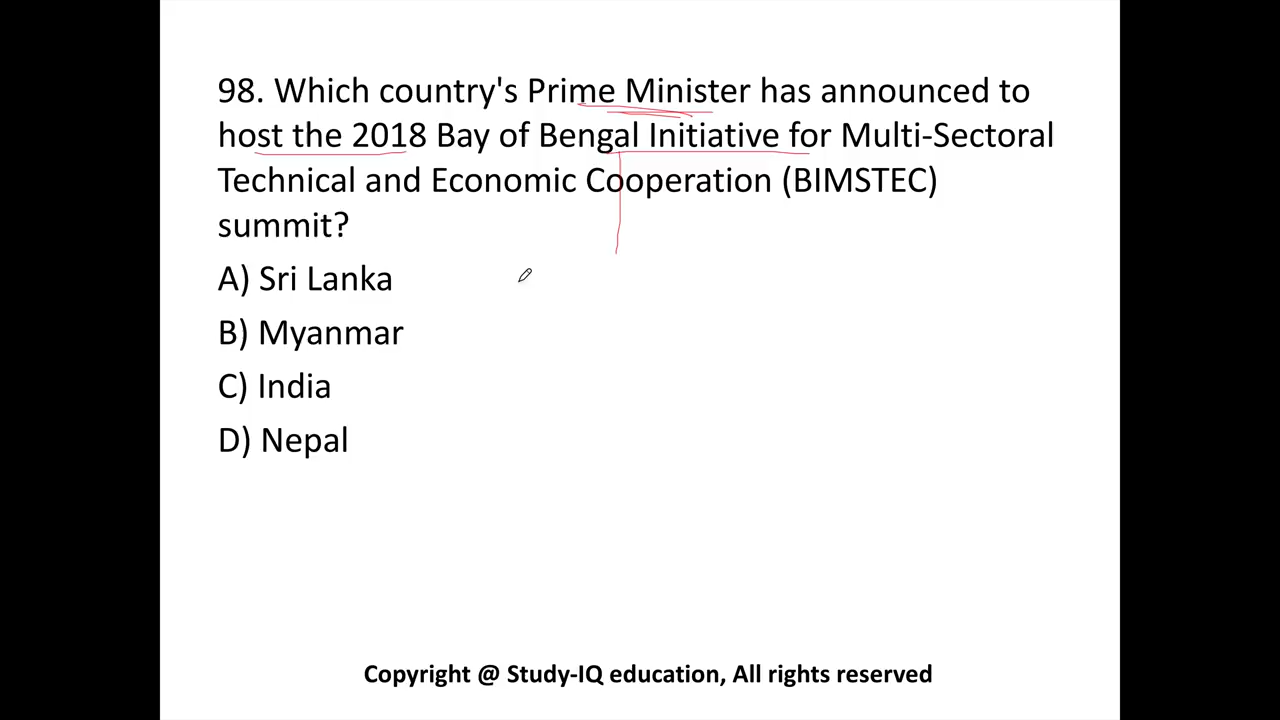 98. Which country's Prime Minister has announced to
host the 2018 Bay of Bengal Initiative for Multi-Sectoral
Technical and Economic Cooperation (BIMSTEC)
summit?
A) Sri Lanka
B) Myanmar
C) India
D) Nepal
Copyright @ Study-IQ education, All rights reserved